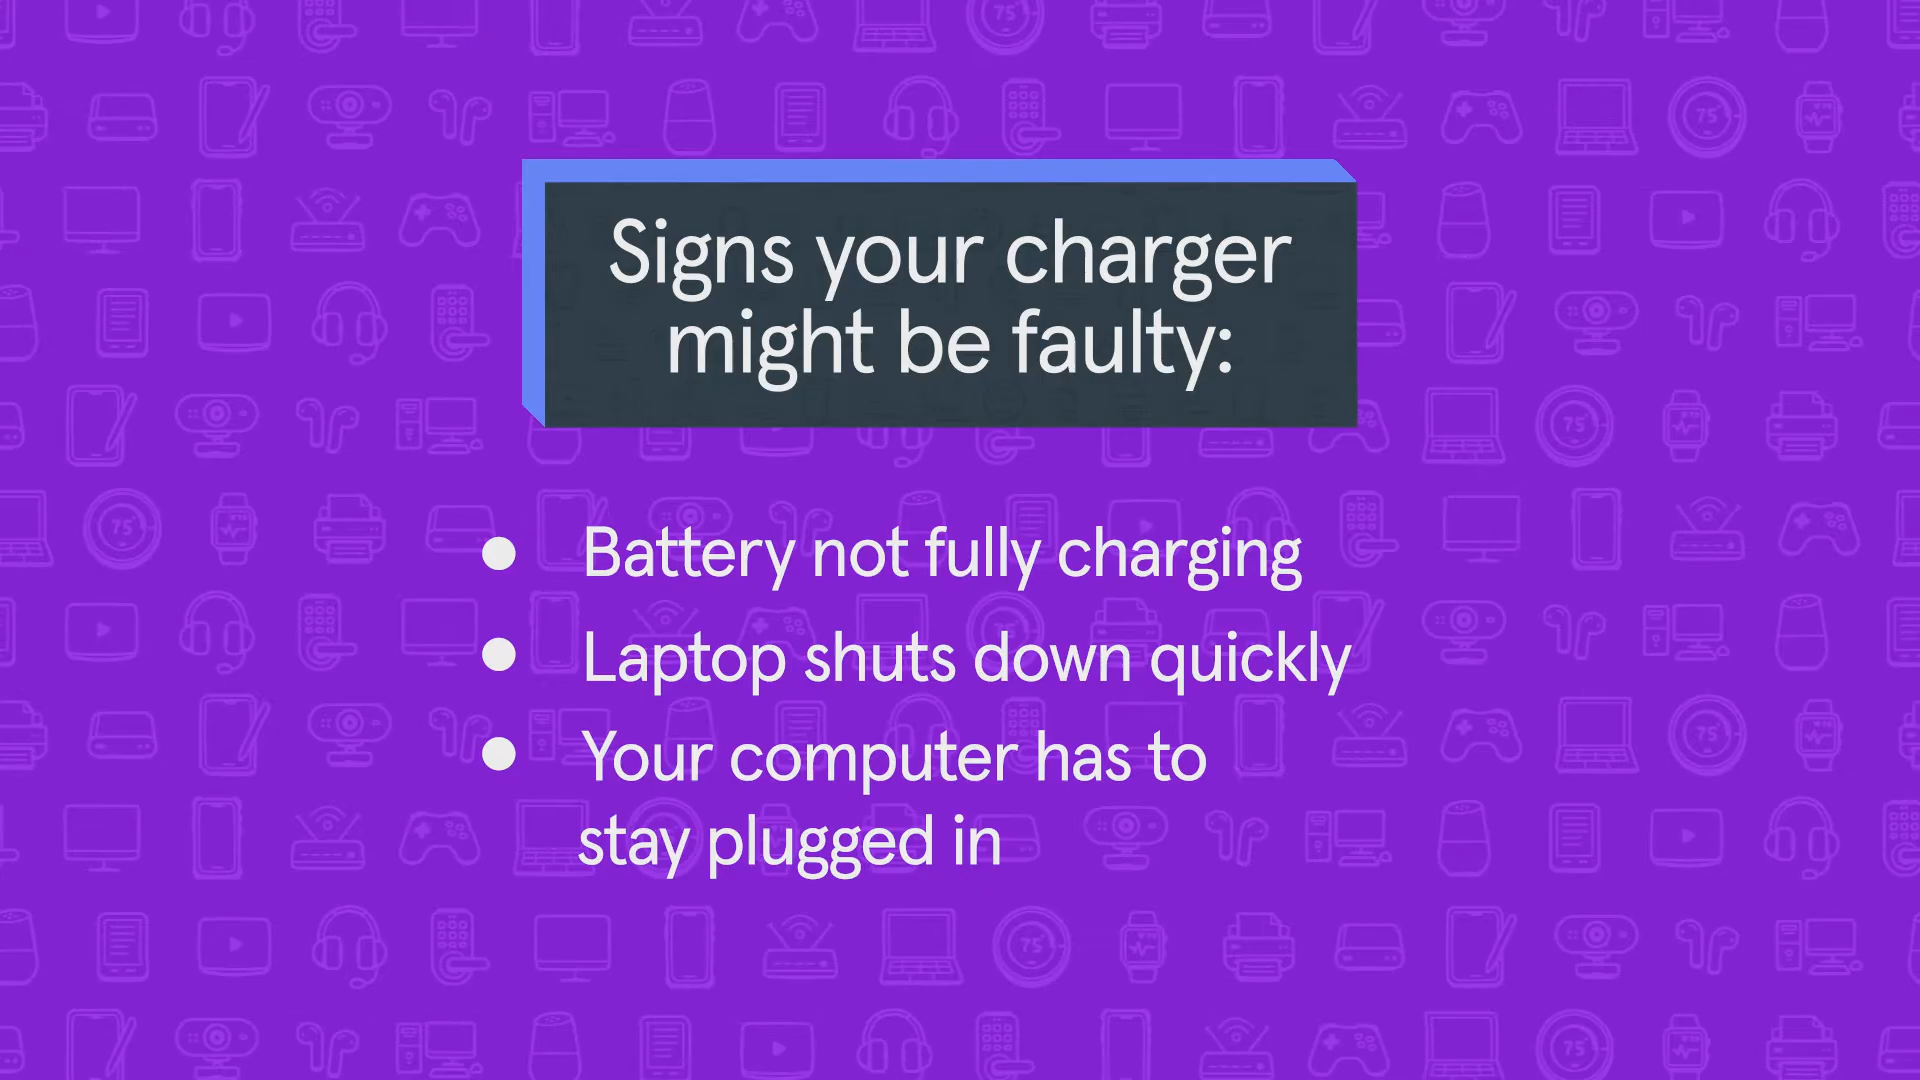 Signs your charger
might be faulty:
● Battery not fully charging
● Laptop shuts down quickly
● Your computer has to
stay plugged in